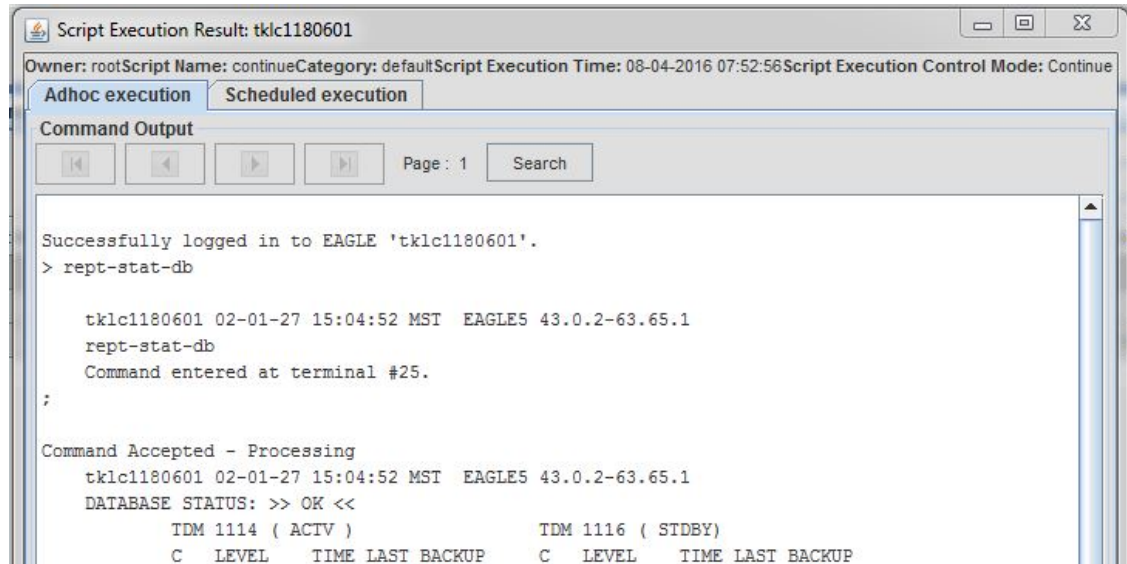 Script Execution Result: tklc1180601
Owner: rootScript Name: continueCategory: defaultScript Execution Time: 08-04-2016 07:52:56Script Execution Control Mode: Continue
Adhoc execution Scheduled execution
Command Output
Page : 1 Search
Successfully logged in to EAGLE 'tklc1180601'.
> rept-stat-db
tklc1180601 02-01-27 15:04:52 MST EAGLE5 43.0.2-63.65.1
rept-stat-db
Command entered at terminal #25.
;
Command Accepted - Processing
tklc1180601 02-01-27 15:04:52 MST EAGLE5 43.0.2-63.65.1
DATABASE STATUS: >> OK <<
TDM 1114 ( ACTV ) TDM 1116 ( STDBY)
C LEVEL TIME LAST BACKUP C LEVEL TIME LAST BACKUP